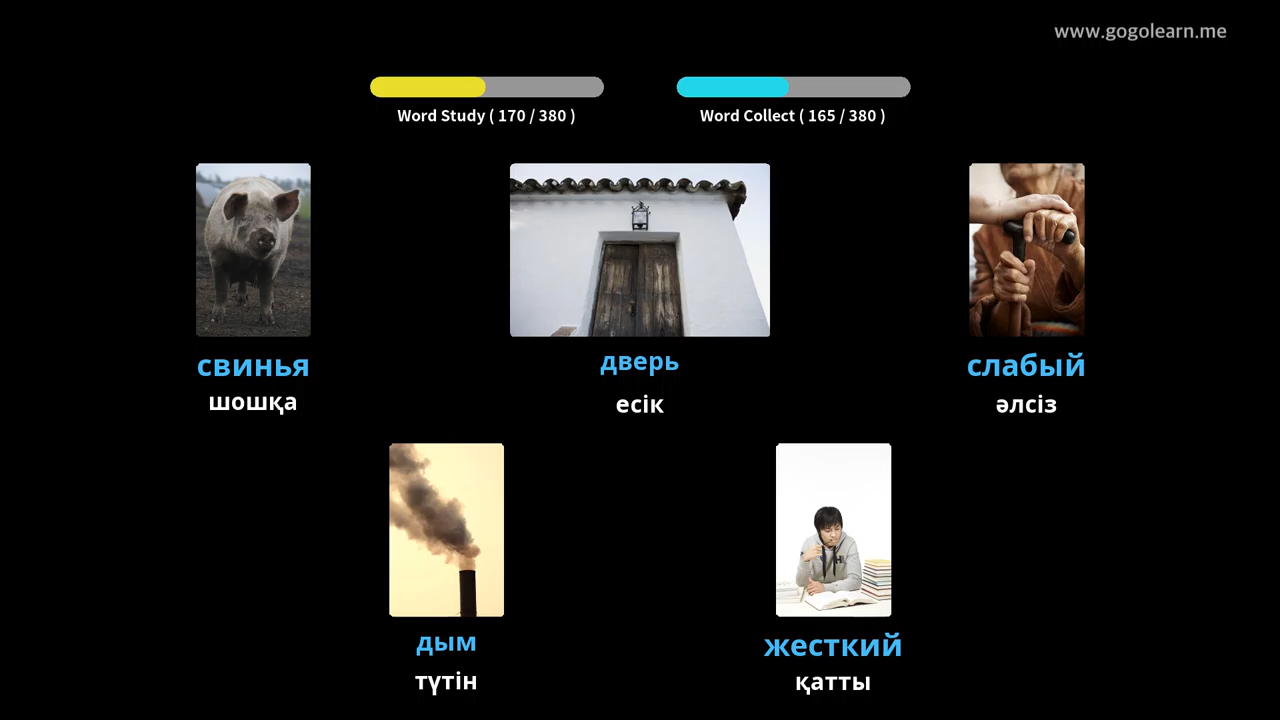 www.gogolearn.me
Word Study ( 170 / 380 )
Word Collect ( 165 / 380 )
свинья
шошқа
дверь
есік
слабый
әлсіз
дым
түтін
жесткий
қатты